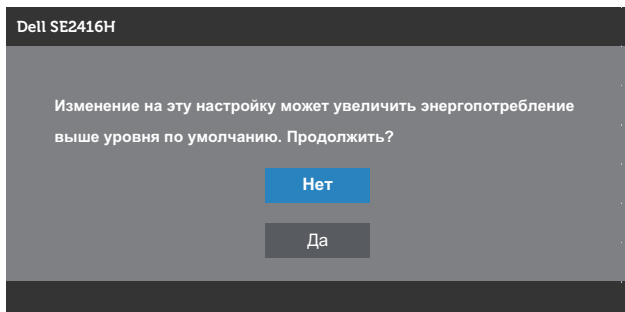 Dell SE2416H
Изменение на эту настройку может увеличить энергопотребление
выше уровня по умолчанию. Продолжить?
Нет
Да